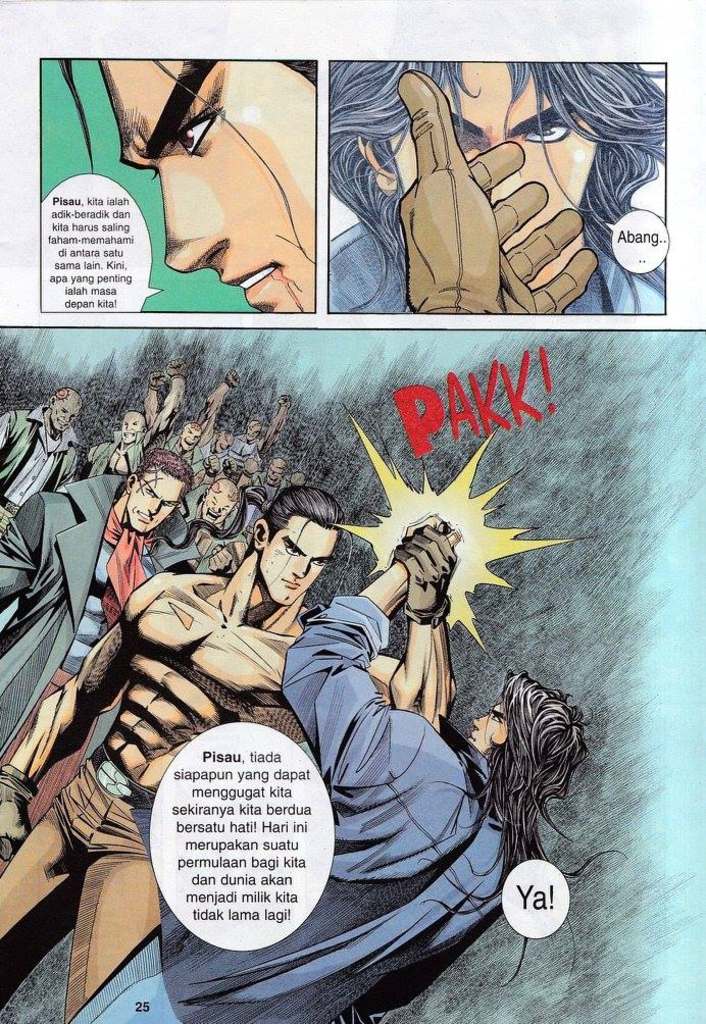 Pisau, kita ialah
adik-beradik dan
kita harus saling
faham-memahami
di antara satu
sama lain. Kini,
apa yang penting
ialah masa
depan kita!
Abang..
. .
PAKK!
Pisau, tiada
siapapun yang dapat
menggugat kita
sekiranya kita berdua
bersatu hati! Hari ini
merupakan suatu
permulaan bagi kita
dan dunia akan
menjadi milik kita
tidak lama lagi!
Ya!
25